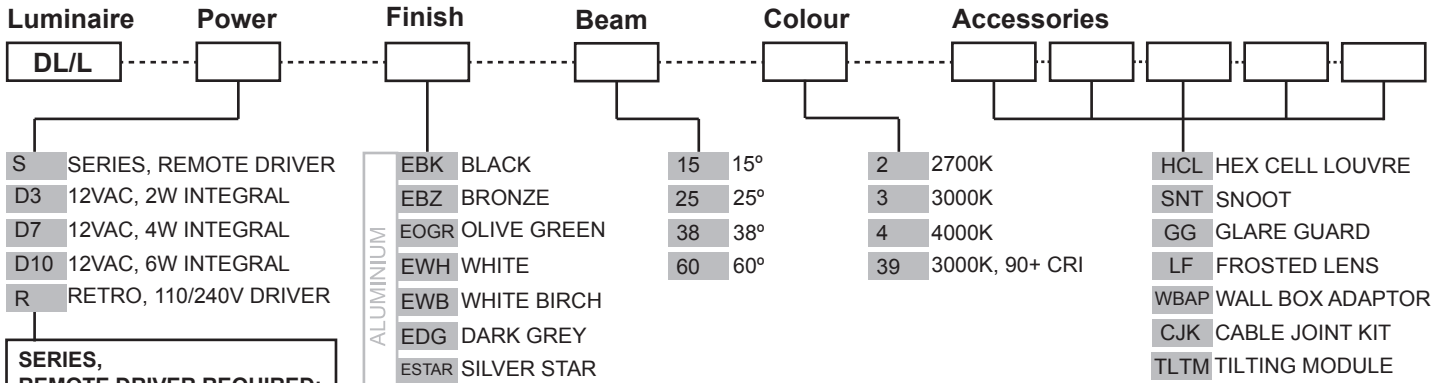 Luminaire Power Finish Beam Colour Accessories
DL/L
S SERIES, REMOTE DRIVER
D3 12VAC, 2W INTEGRAL
D7 12VAC, 4W INTEGRAL
D10 12VAC, 6W INTEGRAL
R RETRO, 110/240V DRIVER
SERIES,
REMOTE DRIVER REQUIRED:
ALUMINIUM
EBK BLACK
EBZ BRONZE
EOGR OLIVE GREEN
EWH WHITE
EWB WHITE BIRCH
EDG DARK GREY
ESTAR SILVER STAR
15 15º
25 25º
38 38º
60 60º
2 2700K
3 3000K
4 4000K
39 3000K, 90+ CRI
HCL HEX CELL LOUVRE
SNT SNOOT
GG GLARE GUARD
LF FROSTED LENS
WBAP WALL BOX ADAPTOR
CJK CABLE JOINT KIT
TLTM TILTING MODULE